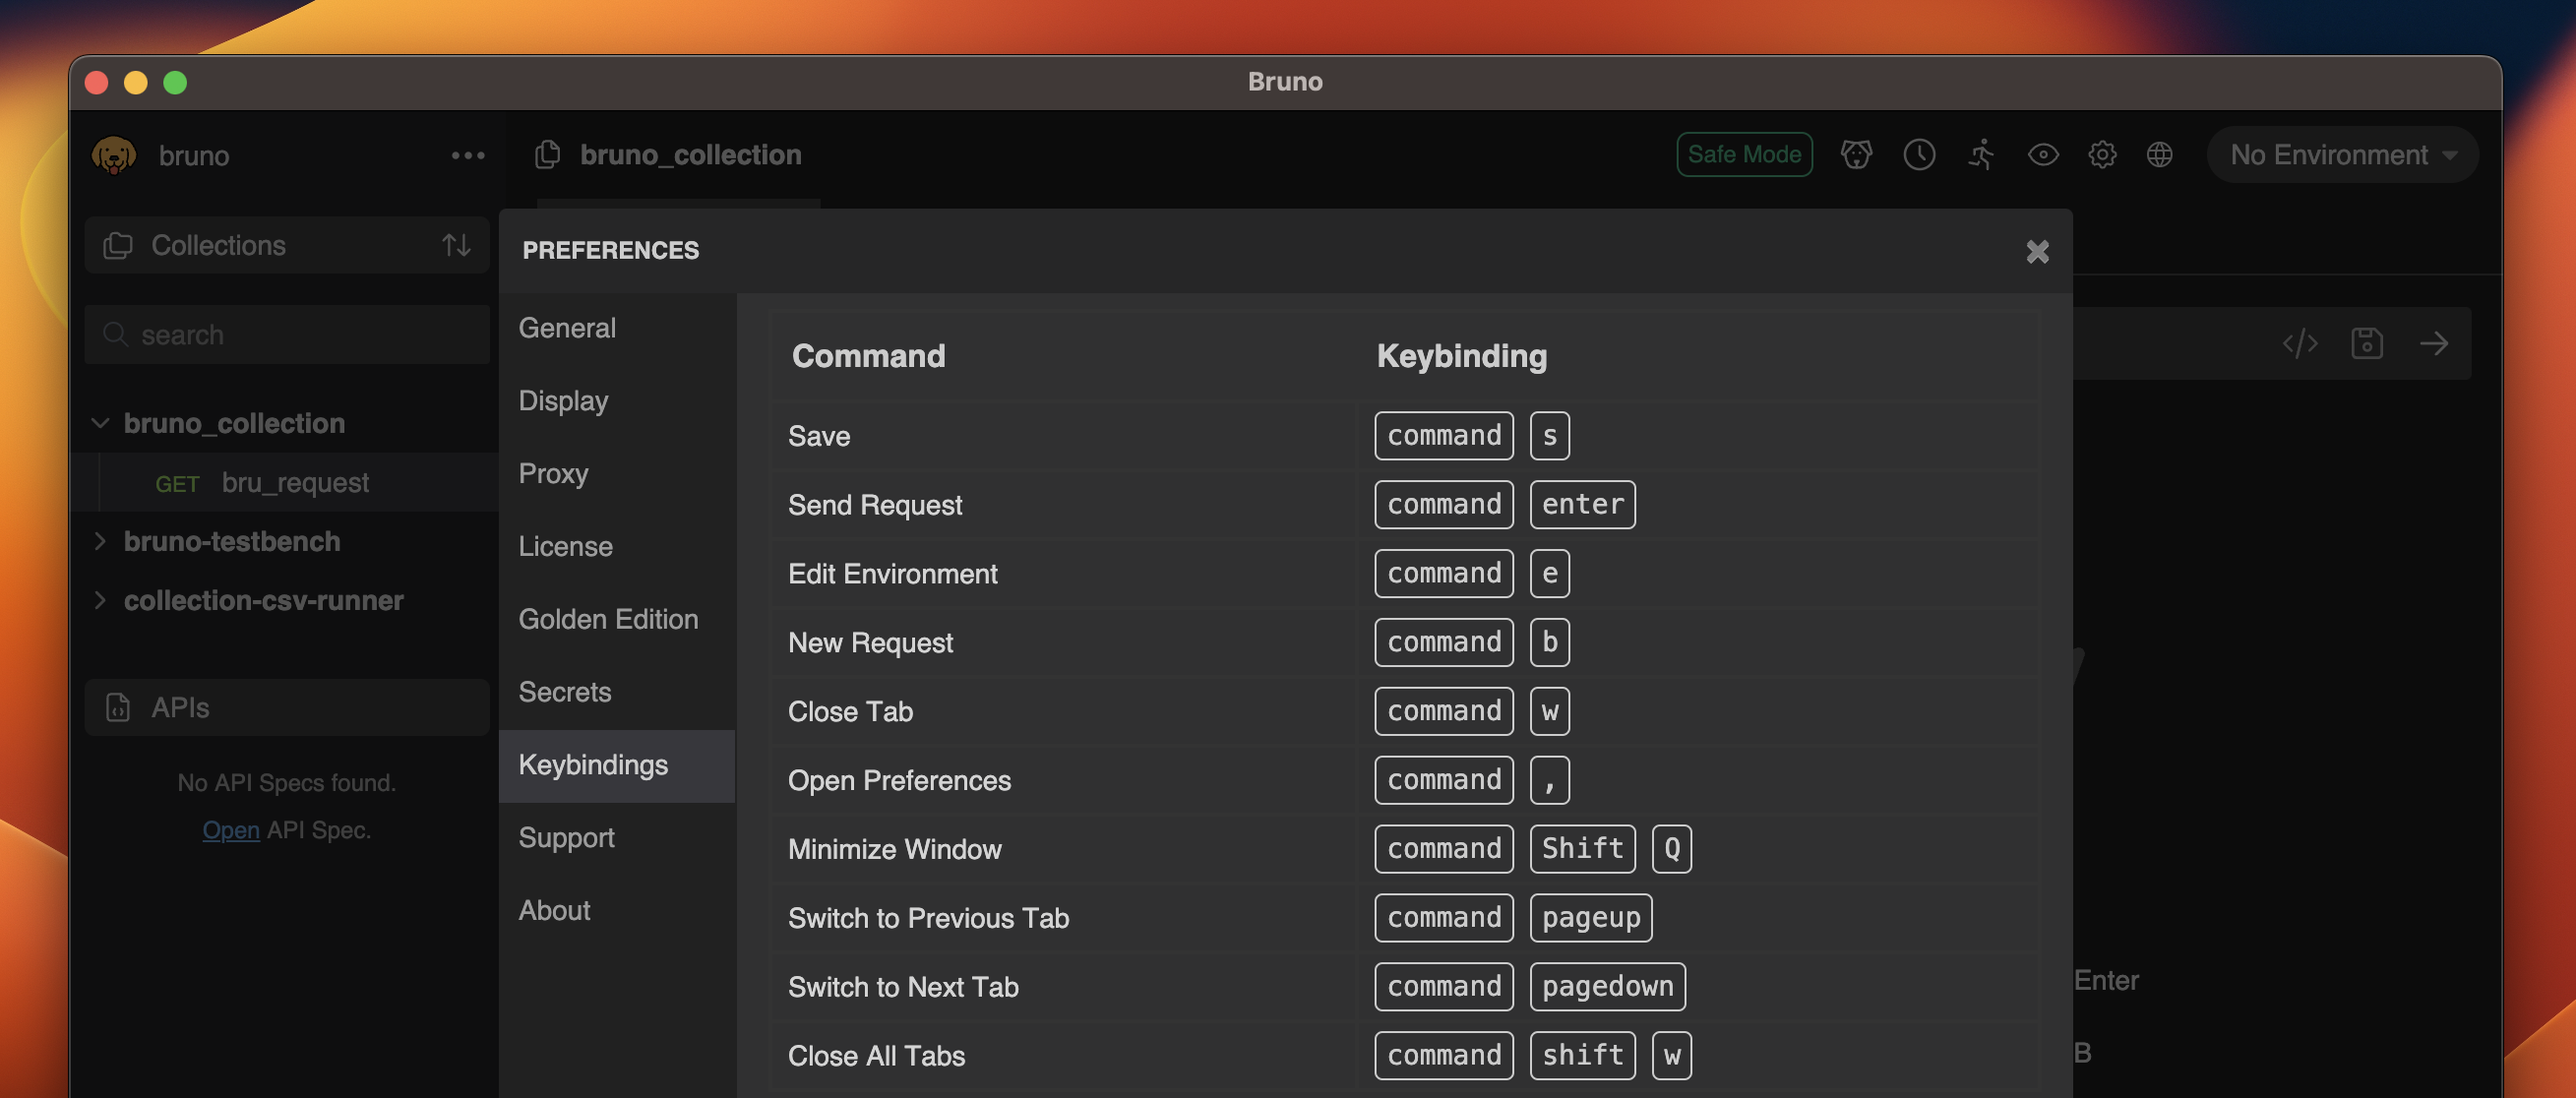 Bruno
bruno
bruno_collection
Safe Mode
No Environment
Collections
search
bruno_collection
GET bru_request
bruno-testbench
collection-csv-runner
APIs
No API Specs found.
Open API Spec.
PREFERENCES
General
Display
Proxy
License
Golden Edition
Secrets
Keybindings
Support
About
Command Keybinding
Save command s
Send Request command enter
Edit Environment command e
New Request command b
Close Tab command w
Open Preferences command ,
Minimize Window command Shift Q
Switch to Previous Tab command pageup
Switch to Next Tab command pagedown
Close All Tabs command shift w
Enter
B